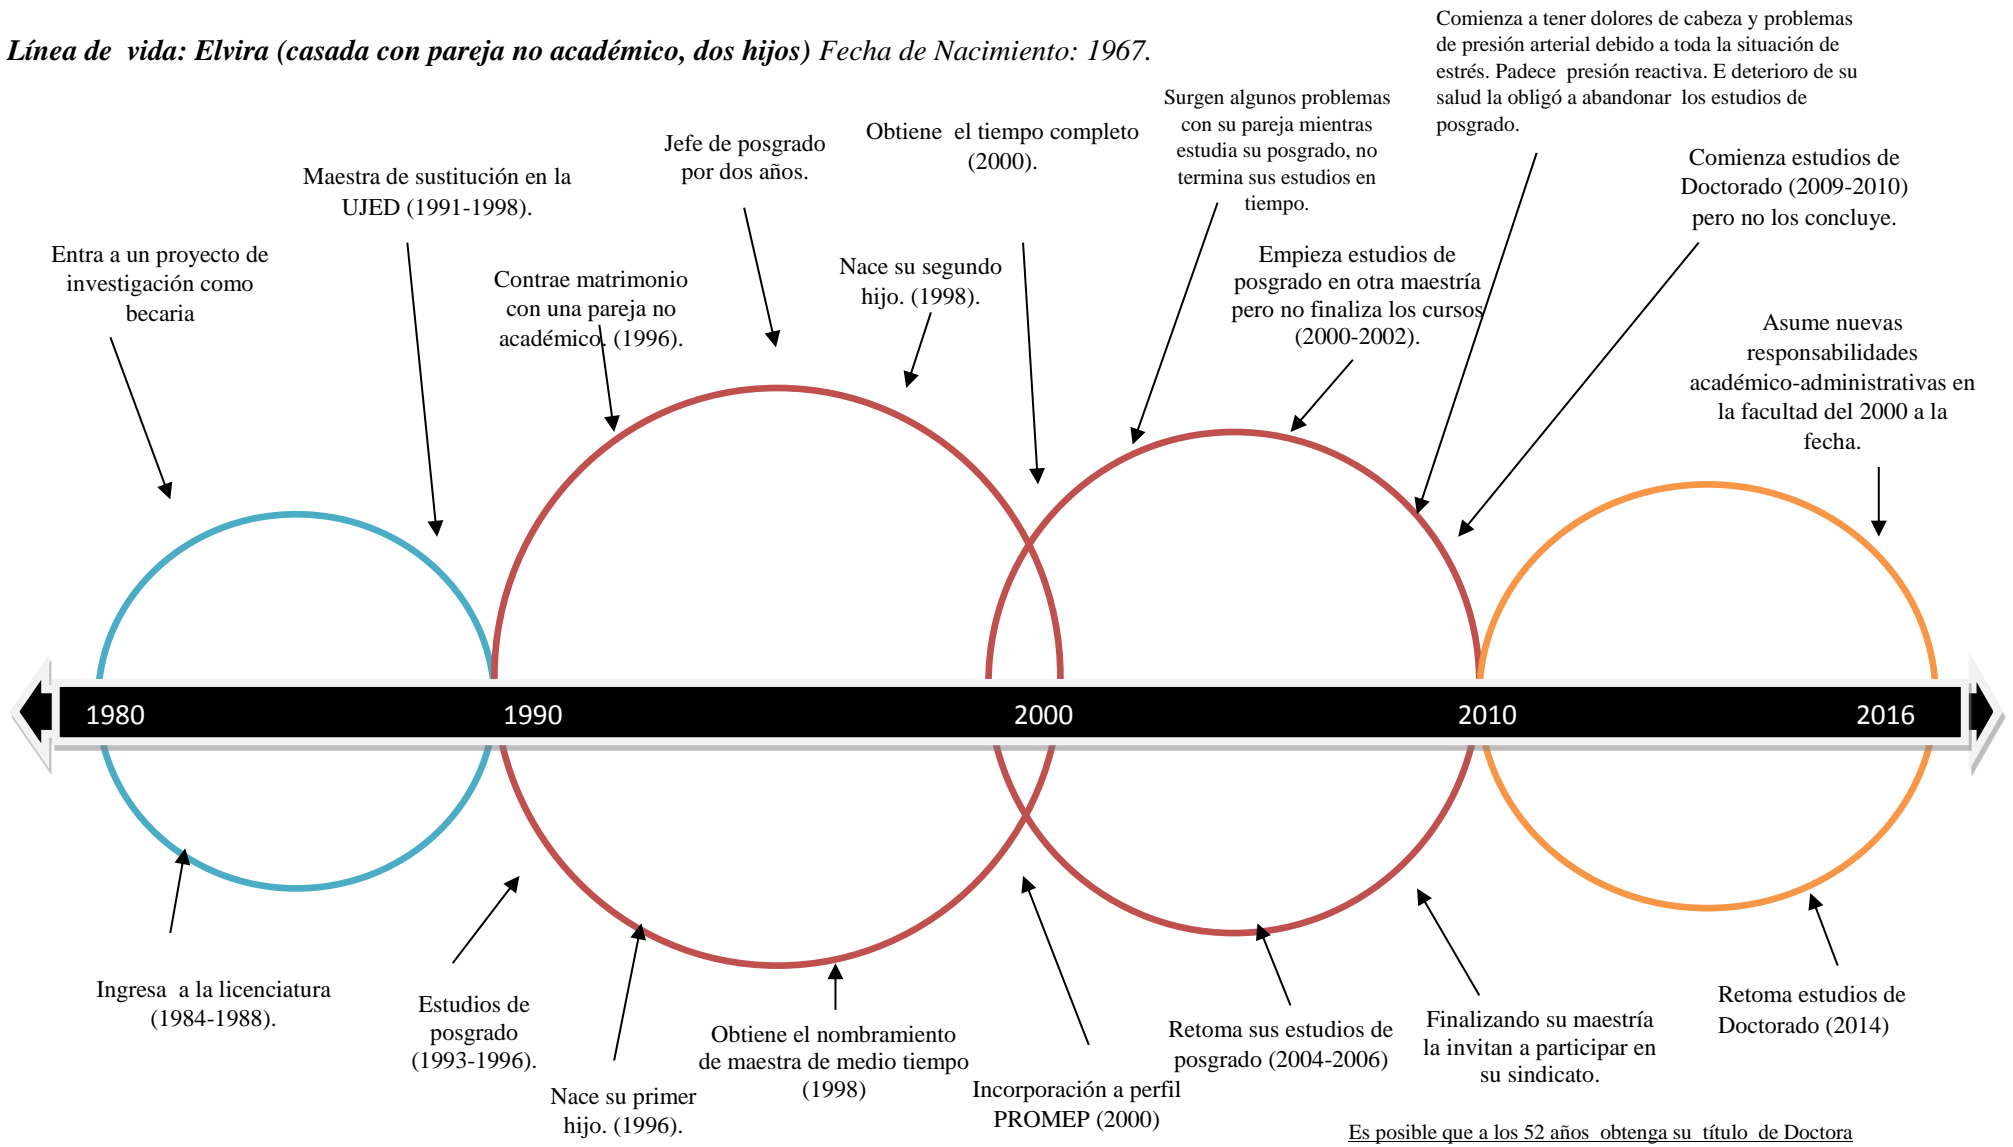 Línea de  vida: Elvira (casada con pareja no académico, dos hijos) Fecha de Nacimiento: 1967.
Comienza a tener dolores de cabeza y problemas
de presión arterial debido a toda la situación de
estrés. Padece  presión reactiva. E deterioro de su
salud la obligó a abandonar  los estudios de
posgrado.
Surgen algunos problemas
con su pareja mientras
estudia su posgrado, no
termina sus estudios en
tiempo.
Obtiene  el tiempo completo
(2000).
Jefe de posgrado
por dos años.
Maestra de sustitución en la
UJED (1991-1998).
Entra a un proyecto de
investigación como
becaria
Contrae matrimonio
con una pareja no
académico. (1996).
Nace su segundo
hijo. (1998).
Empieza estudios de
posgrado en otra maestría
pero no finaliza los cursos
(2000-2002).
Comienza estudios de
Doctorado (2009-2010)
pero no los concluye.
Asume nuevas
responsabilidades
académico-administrativas en
la facultad del 2000 a la
fecha.
1980
1990
2000
2010
2016
Ingresa  a la licenciatura
(1984-1988).
Estudios de
posgrado
(1993-1996).
Nace su primer
hijo. (1996).
Obtiene el nombramiento
de maestra de medio tiempo
(1998)
Incorporación a perfil
PROMEP (2000)
Retoma sus estudios de
posgrado (2004-2006)
Finalizando su maestría
la invitan a participar en
su sindicato.
Retoma estudios de
Doctorado (2014)
Es posible que a los 52 años  obtenga su  título  de Doctora